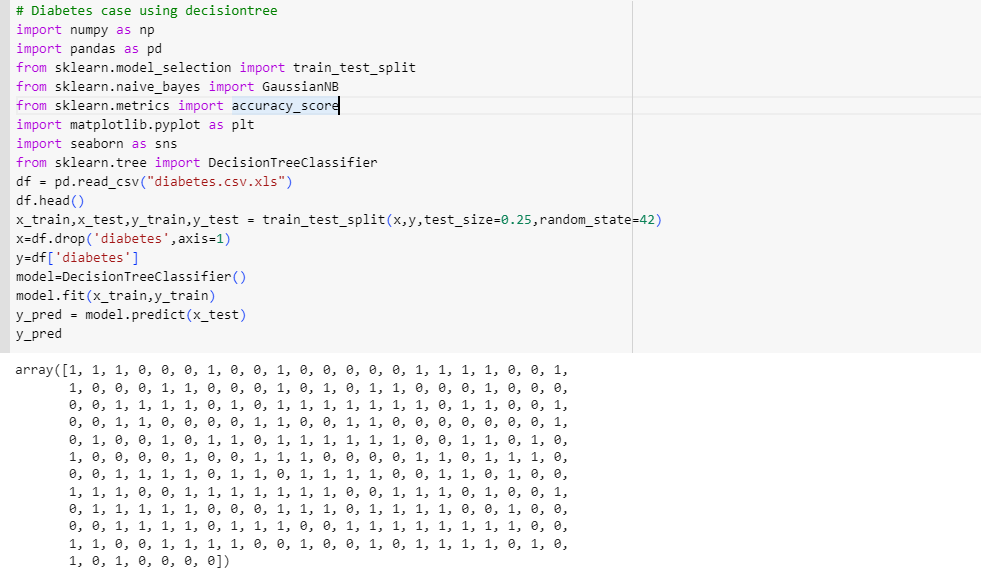 # Diabetes case using decisiontree
import numpy as np
import pandas as pd
from sklearn.model_selection import train_test_split
from sklearn.naive_bayes import GaussianNB
from sklearn.metrics import accuracy_score
import matplotlib.pyplot as plt
import seaborn as sns
from sklearn.tree import DecisionTreeClassifier
df = pd.read_csv("diabetes.csv.xls")
df.head()
x_train,x_test,y_train,y_test = train_test_split(x,y,test_size=0.25,random_state=42)
x=df.drop('diabetes',axis=1)
y=df['diabetes']
model=DecisionTreeClassifier()
model.fit(x_train,y_train)
y_pred = model.predict(x_test)
y_pred
array([1, 1, 1, 0, 0, 0, 1, 0, 0, 1, 0, 0, 0, 0, 0, 1, 1, 1, 1, 0, 0, 1,
1, 0, 0, 0, 1, 1, 0, 0, 0, 1, 0, 1, 0, 1, 1, 0, 0, 0, 1, 0, 0, 0,
0, 0, 1, 1, 1, 1, 0, 1, 0, 1, 1, 1, 1, 1, 1, 1, 0, 1, 1, 0, 0, 1,
0, 0, 1, 1, 0, 0, 0, 0, 1, 1, 0, 0, 1, 1, 0, 0, 0, 0, 0, 0, 0, 1,
0, 1, 0, 0, 1, 0, 1, 1, 0, 1, 1, 1, 1, 1, 1, 1, 0, 0, 1, 1, 0, 1, 0,
1, 0, 0, 0, 0, 1, 0, 0, 1, 1, 1, 0, 0, 0, 0, 1, 1, 0, 1, 1, 1, 0,
0, 0, 1, 1, 1, 1, 0, 1, 1, 0, 1, 1, 1, 1, 0, 0, 1, 1, 0, 1, 0, 0,
1, 1, 1, 0, 0, 1, 1, 1, 1, 1, 1, 1, 0, 0, 1, 1, 1, 0, 1, 0, 0, 1,
0, 1, 1, 1, 1, 1, 0, 0, 0, 1, 1, 1, 0, 1, 1, 1, 1, 0, 0, 1, 0, 0,
0, 0, 1, 1, 1, 1, 0, 1, 1, 1, 0, 0, 1, 1, 1, 1, 1, 1, 1, 1, 0, 0,
1, 1, 0, 0, 1, 1, 1, 1, 0, 0, 1, 0, 0, 1, 0, 1, 1, 1, 1, 0, 1, 0,
1, 0, 1, 0, 0, 0, 0])